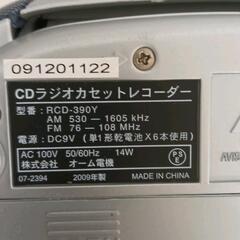 091201122
CDラジオカセットレコーダー
型名:RCD-390Y
AM 530 - 1605 kHz
FM 76 - 108 MHz
電源:DC9V(単1形乾電池X6本使用)
AC 100V 50/60Hz 14W
株式会社 オーム電機
PS
E
07-2394 2009年製
MADE IN CHINA